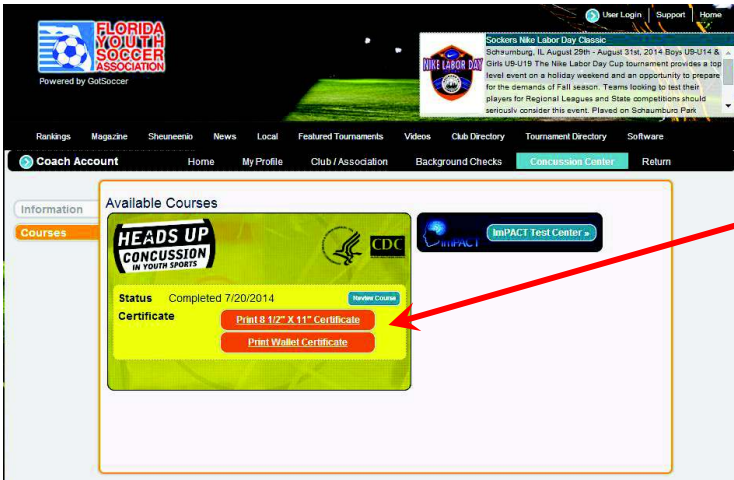 User Login | Support | Home
FLORIDA
YOUTH
SOCCER
ASSOCIATION
Powered by GotSoccer
NIKE LABOR DAY
Sockers Nike Labor Day Classic
Schaumburg, IL August 29th - August 31st, 2014 Boys U9-U14 &
Girls U9-U19 The Nike Labor Day Cup tournament provides a top
level event on a holiday weekend and an opportunity to prepare
for the demands of Fall season. Teams looking to test their
players for Regional Leagues and State competitions should
seriously consider this event. Played on Schaumburg Park
Rankings Magazine Sheuneenio News Local Featured Tournaments Videos Club Directory Tournament Directory Software
Coach Account Home My Profile Club / Association Background Checks Concussion Center Return
Information
Courses
Available Courses
HEADS UP
CONCUSSION
IN YOUTH SPORTS
CDC
ImPACT
ImPACT Test Center »
Status Completed 7/20/2014 Review Course
Certificate Print 8 1/2" X 11" Certificate
Print Wallet Certificate